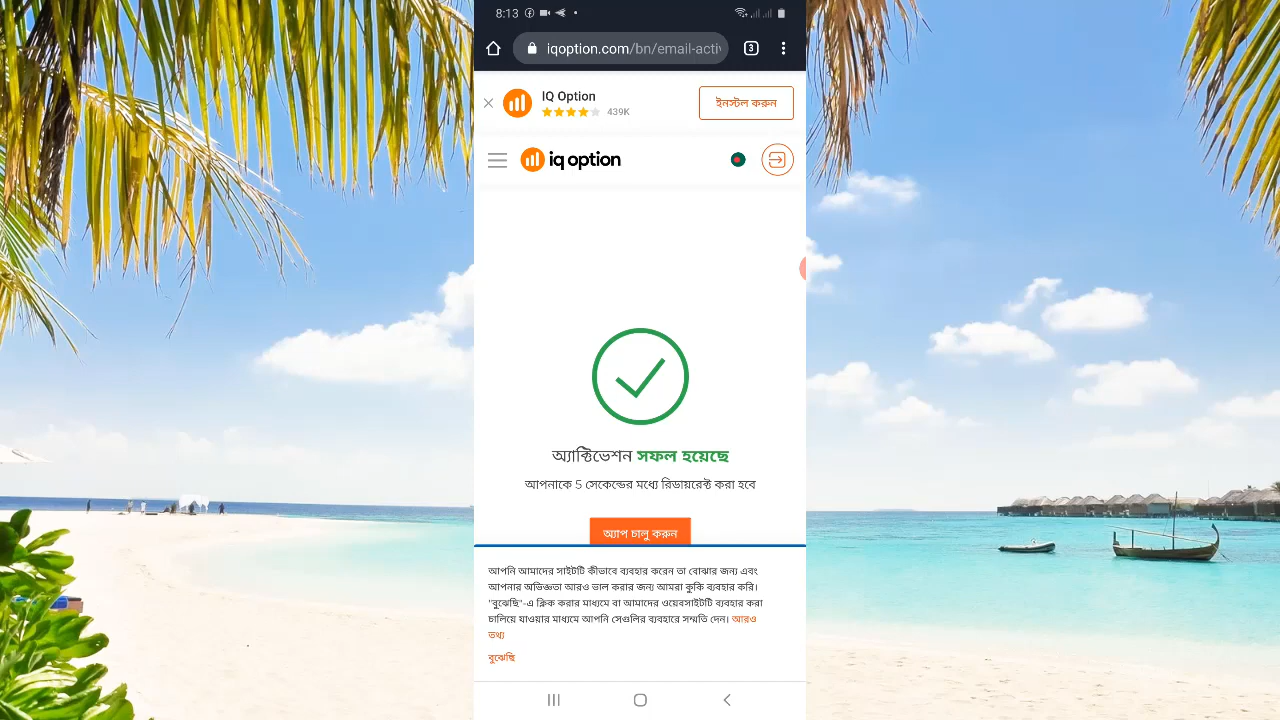 8:13
iqoption.com/bn/email-activ
3
IQ Option
439K
ইনস্টল করুন
iq option
অ্যাক্টিভেশন সফল হয়েছে
আপনাকে 5 সেকেন্ডের মধ্যে রিডায়রেক্ট করা হবে
অ্যাপ চালু করুন
আপনি আমাদের সাইটটি কীভাবে ব্যবহার করেন তা বোঝার জন্য এবং
আপনার অভিজ্ঞতা আরও ভাল করার জন্য আমরা কুকি ব্যবহার করি।
"বুঝেছি"-এ ক্লিক করার মাধ্যমে বা আমাদের ওয়েবসাইটটি ব্যবহার করা
চালিয়ে যাওয়ার মাধ্যমে আপনি সেগুলির ব্যবহারে সম্মতি দেন। আরও
তথ্য
বুঝেছি